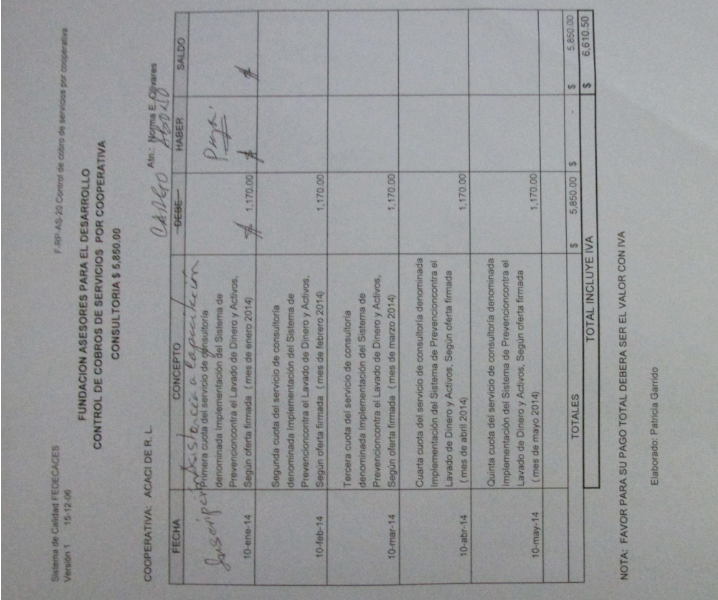 Sistema de Calidad FEDECACES F-RP-AS-20 Control de cobro de servicios por cooperativa
Versión 1 15-12-06
FUNDACION ASESORES PARA EL DESARROLLO
CONTROL DE COBROS DE SERVICIOS POR COOPERATIVA
CONSULTORIA $ 5,850.00
COOPERATIVA: ACACI DE R. L. Atn.: Norma E. Olivares
CARGO ABONO
FECHA CONCEPTO DEBE HABER SALDO
a capacitación
Primera cuota del servicio de consultoría
denominada Implementación del Sistema de
Prevencioncontra el Lavado de Dinero y Activos,
10-ene-14 Según oferta firmada ( mes de enero 2014) 1,170.00
Segunda cuota del servicio de consultoría
denominada Implementación del Sistema de
Prevencioncontra el Lavado de Dinero y Activos,
10-feb-14 Según oferta firmada ( mes de febrero 2014) 1,170.00
Tercera cuota del servicio de consultoría
denominada Implementación del Sistema de
Prevencioncontra el Lavado de Dinero y Activos,
10-mar-14 Según oferta firmada ( mes de marzo 2014) 1,170.00
Cuarta cuota del servicio de consultoría denominada
Implementación del Sistema de Prevencioncontra el
Lavado de Dinero y Activos, Según oferta firmada
10-abr-14 ( mes de abril 2014) 1,170.00
Quinta cuota del servicio de consultoría denominada
Implementación del Sistema de Prevencioncontra el
Lavado de Dinero y Activos, Según oferta firmada
10-may-14 ( mes de mayo 2014) 1,170.00
TOTALES $ 5,850.00 $ - $ 5,850.00
TOTAL INCLUYE IVA $ 6,610.50
NOTA: FAVOR PARA SU PAGO TOTAL DEBERA SER EL VALOR CON IVA
Elaborado: Patricia Garrido